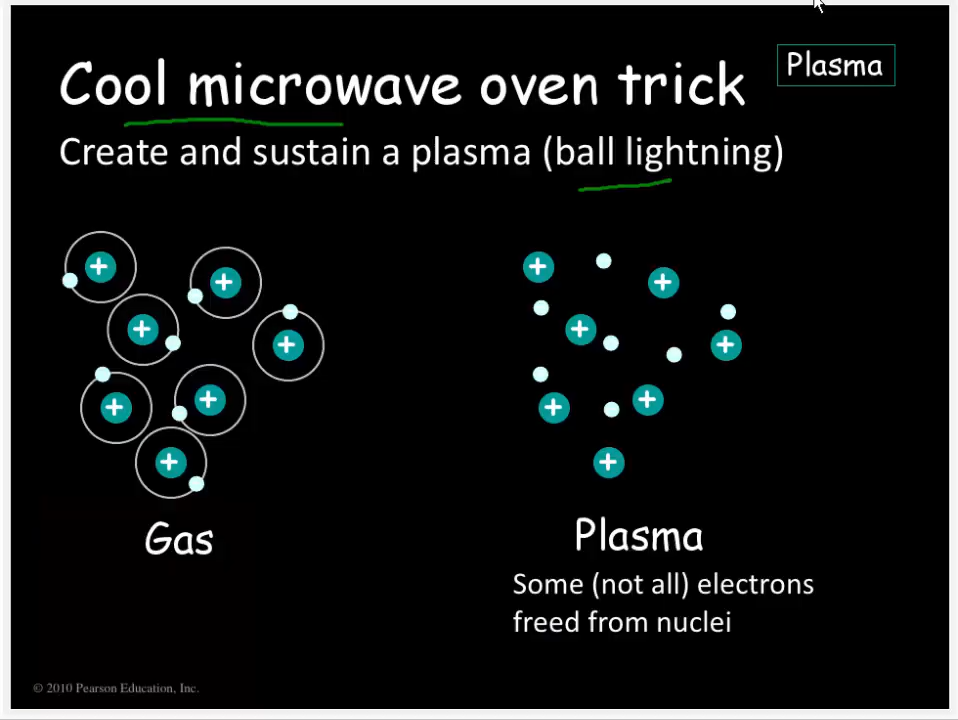 Cool microwave oven trick
Plasma
Create and sustain a plasma (ball lightning)
Gas
Plasma
Some (not all) electrons
freed from nuclei
© 2010 Pearson Education, Inc.